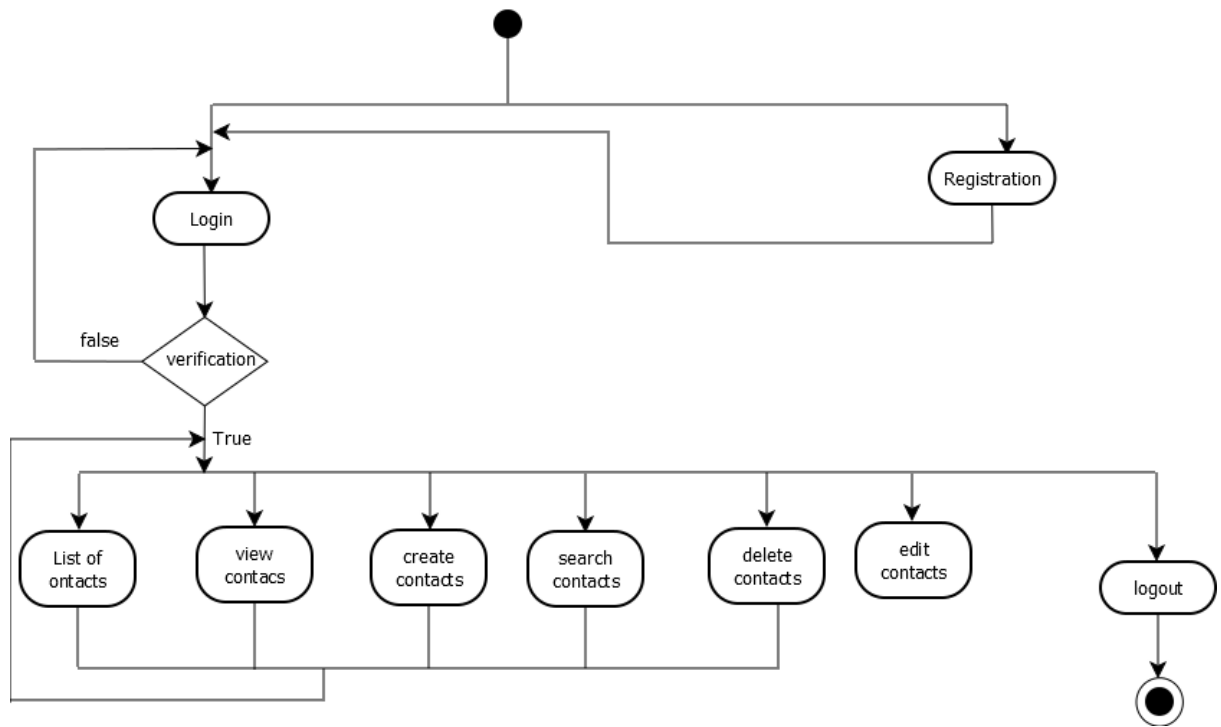 Registration
Login
false
verification
True
List of
ontacts
view
contacs
create
contacts
search
contacts
delete
contacts
edit
contacts
logout